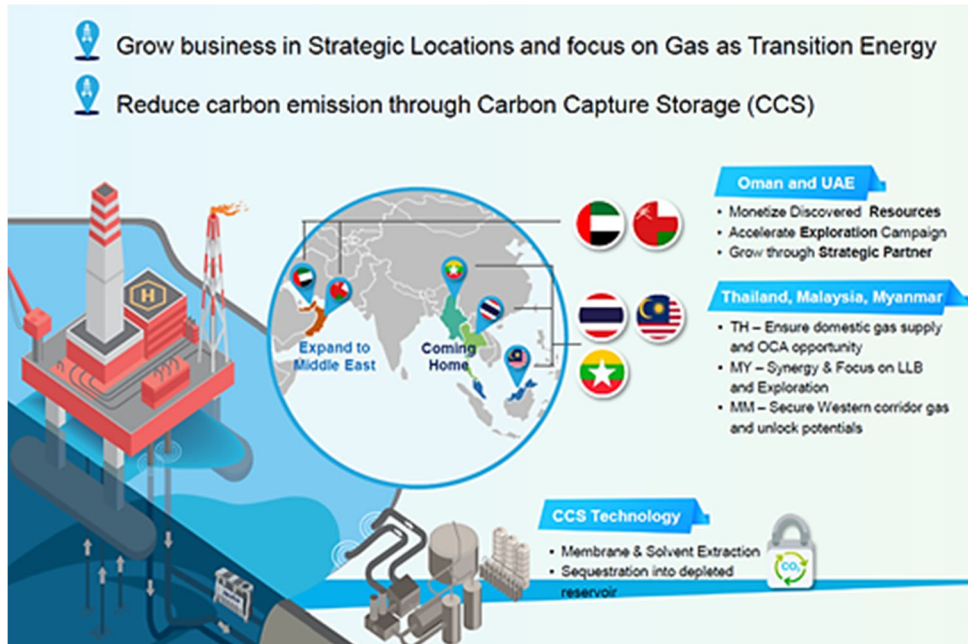 Grow business in Strategic Locations and focus on Gas as Transition Energy
Reduce carbon emission through Carbon Capture Storage (CCS)
H
Expand to
Middle East
Coming
Home
Oman and UAE
• Monetize Discovered Resources
• Accelerate Exploration Campaign
• Grow through Strategic Partner
Thailand, Malaysia, Myanmar
• TH – Ensure domestic gas supply
and OCA opportunity
• MY – Synergy & Focus on LLB
and Exploration
• MM – Secure Western corridor gas
and unlock potentials
CCS Technology
• Membrane & Solvent Extraction
• Sequestration into depleted
reservoir
CO₂